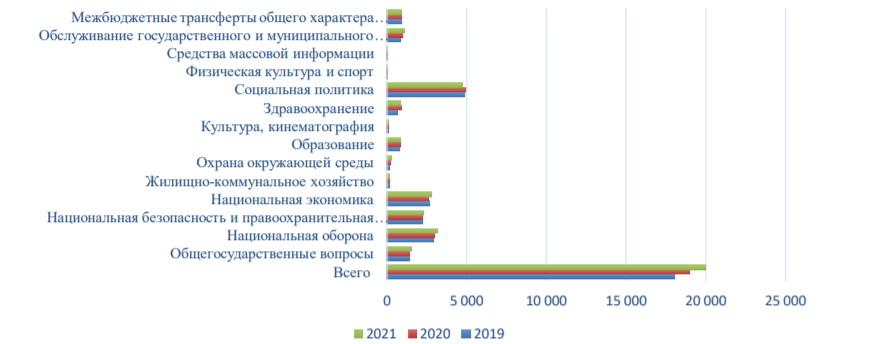 Межбюджетные трансферты общего характера…
Обслуживание государственного и муниципального…
Средства массовой информации
Физическая культура и спорт
Социальная политика
Здравоохранение
Культура, кинематография
Образование
Охрана окружающей среды
Жилищно-коммунальное хозяйство
Национальная экономика
Национальная безопасность и правоохранительная…
Национальная оборона
Общегосударственные вопросы
Всего
0 5 000 10 000 15 000 20 000 25 000
2021 2020 2019